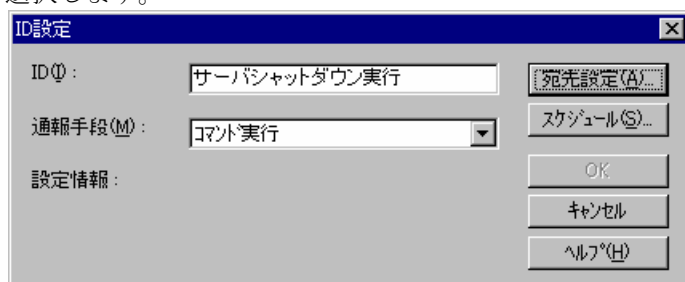 選択します。
ID設定
ID(I)：
サーバシャットダウン実行
宛先設定(A)...
通報手段(M)：
ｺﾏﾝﾄﾞ実行
ｽｹｼﾞｭｰﾙ(S)...
設定情報：
OK
ｷｬﾝｾﾙ
ﾍﾙﾌﾟ(H)